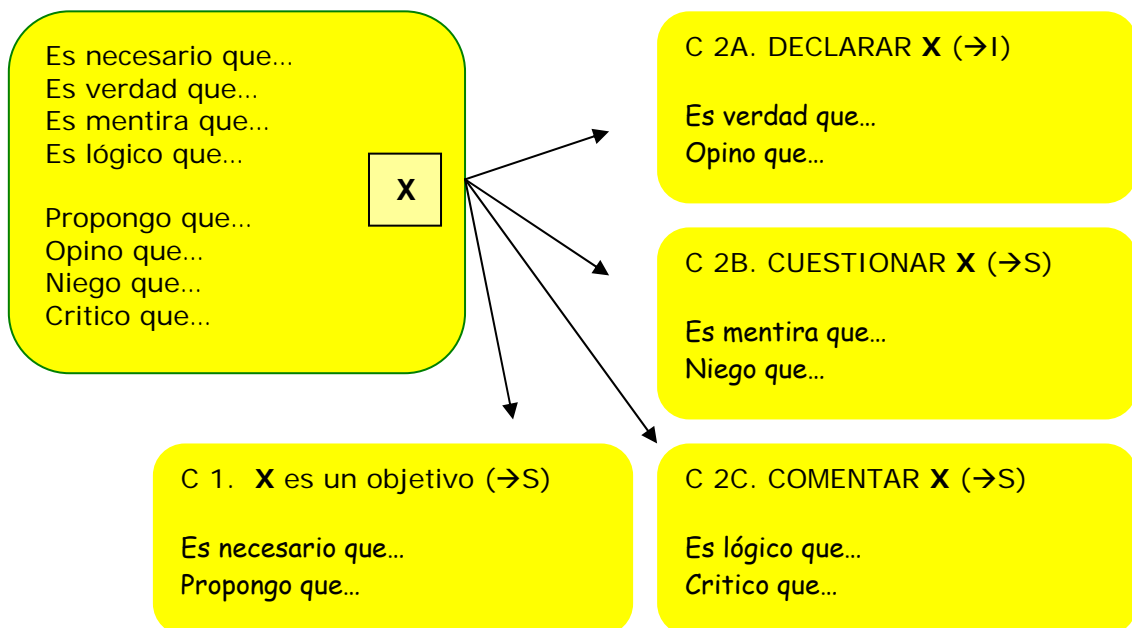 Es necesario que…
Es verdad que…
Es mentira que…
Es lógico que…
Propongo que…
Opino que…
Niego que…
Critico que…
X
C 2A. DECLARAR X (→I)
Es verdad que…
Opino que…
C 2B. CUESTIONAR X (→S)
Es mentira que…
Niego que…
C 1. X es un objetivo (→S)
Es necesario que…
Propongo que…
C 2C. COMENTAR X (→S)
Es lógico que…
Critico que…